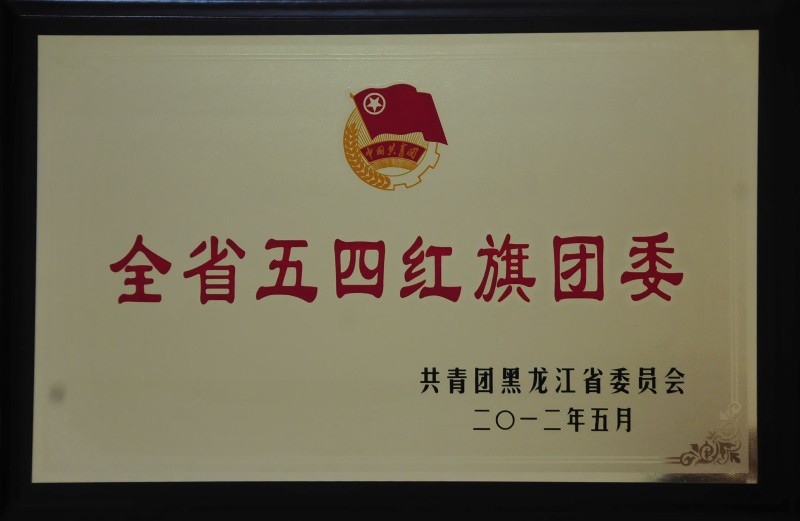 中国共青团
全省五四红旗团委
共青团黑龙江省委员会
二〇一二年五月